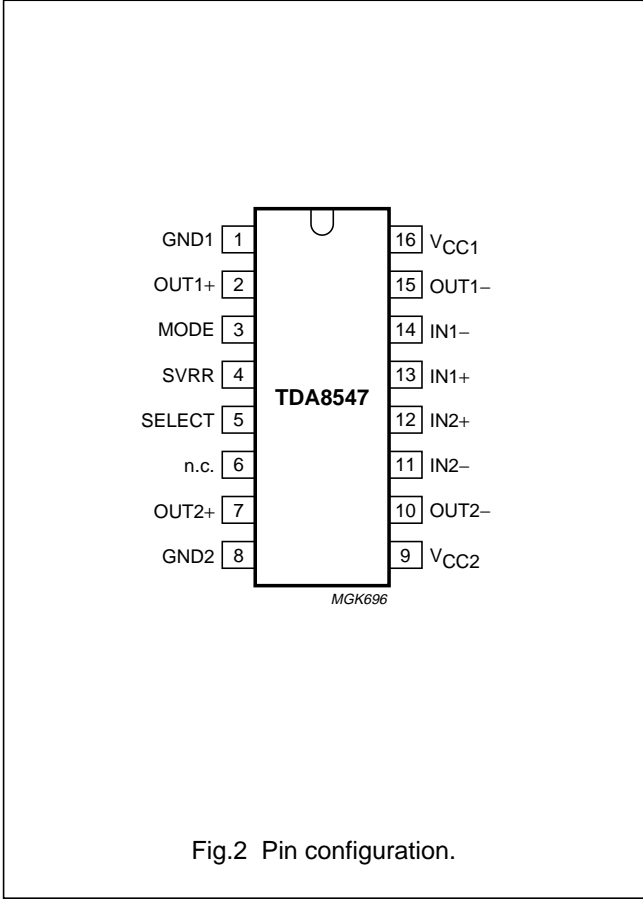 GND1 1
OUT1+ 2
MODE 3
SVRR 4
SELECT 5
n.c. 6
OUT2+ 7
GND2 8
TDA8547
16 VCC1
15 OUT1−
14 IN1−
13 IN1+
12 IN2+
11 IN2−
10 OUT2−
9 VCC2
MGK696
Fig.2 Pin configuration.